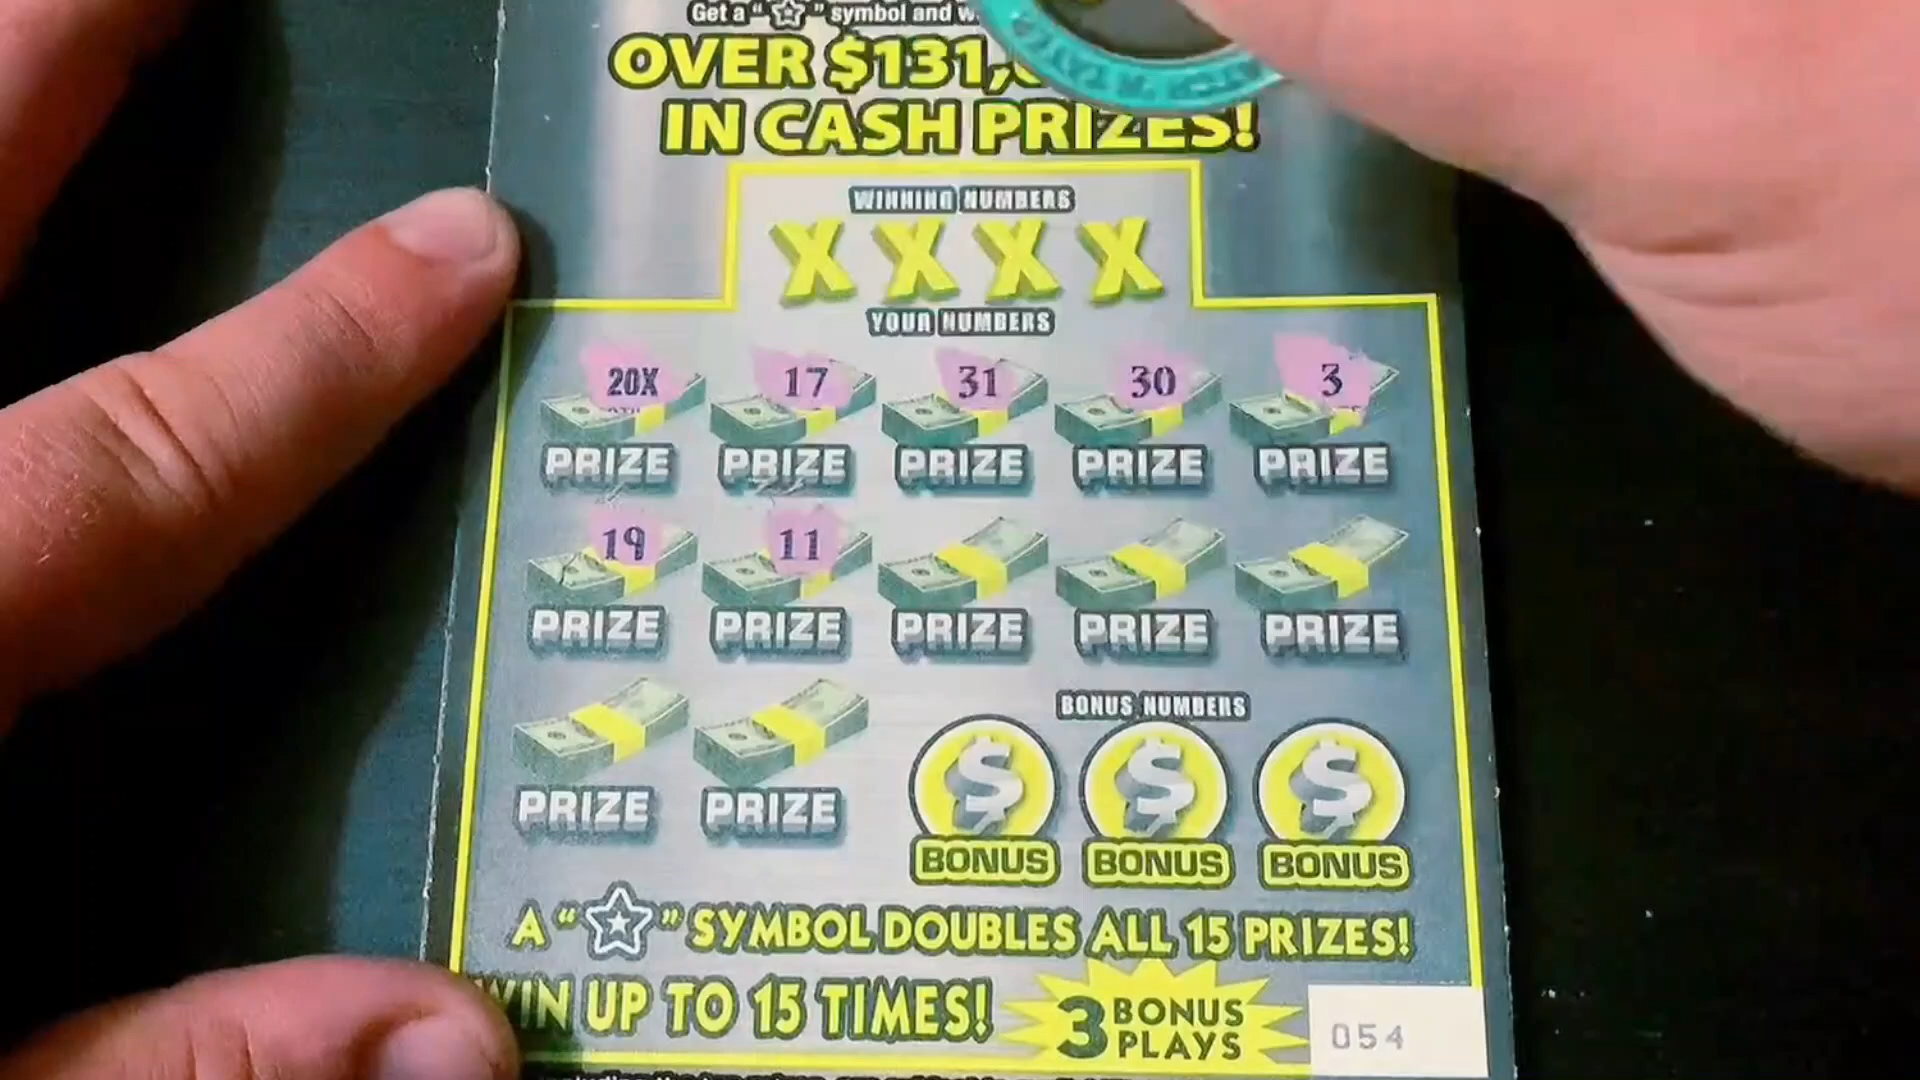 Get a "☆" symbol and w
OVER $131,
IN CASH PRIZES!
WINNING NUMBERS
X X X X
YOUR NUMBERS
20X 17 31 30 3
PRIZE PRIZE PRIZE PRIZE PRIZE
19 11
PRIZE PRIZE PRIZE PRIZE PRIZE
BONUS NUMBERS
$ $ $
PRIZE PRIZE
BONUS BONUS BONUS
A "☆" SYMBOL DOUBLES ALL 15 PRIZES!
WIN UP TO 15 TIMES!
3 BONUS PLAYS
054